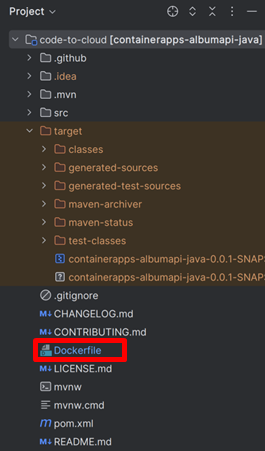 Project
code-to-cloud [containerapps-albumapi-java]
.github
.idea
.mvn
src
target
classes
generated-sources
generated-test-sources
maven-archiver
maven-status
test-classes
containerapps-albumapi-java-0.0.1-SNAP
containerapps-albumapi-java-0.0.1-SNAPS
.gitignore
CHANGELOG.md
CONTRIBUTING.md
Dockerfile
LICENSE.md
mvnw
mvnw.cmd
pom.xml
README.md